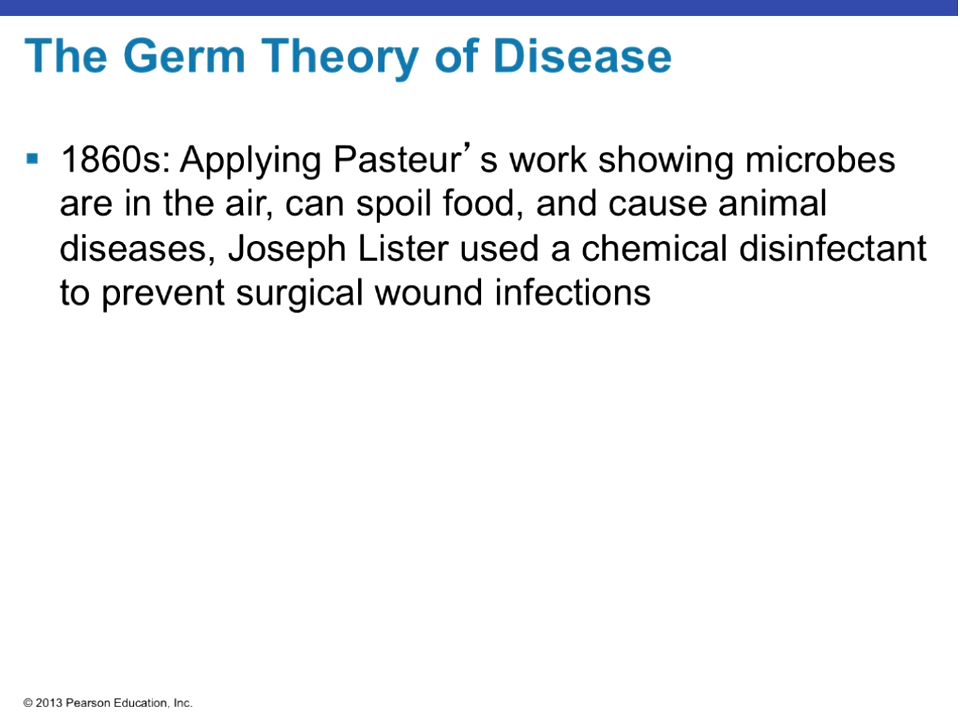 The Germ Theory of Disease
▪ 1860s: Applying Pasteur’s work showing microbes
are in the air, can spoil food, and cause animal
diseases, Joseph Lister used a chemical disinfectant
to prevent surgical wound infections
© 2013 Pearson Education, Inc.